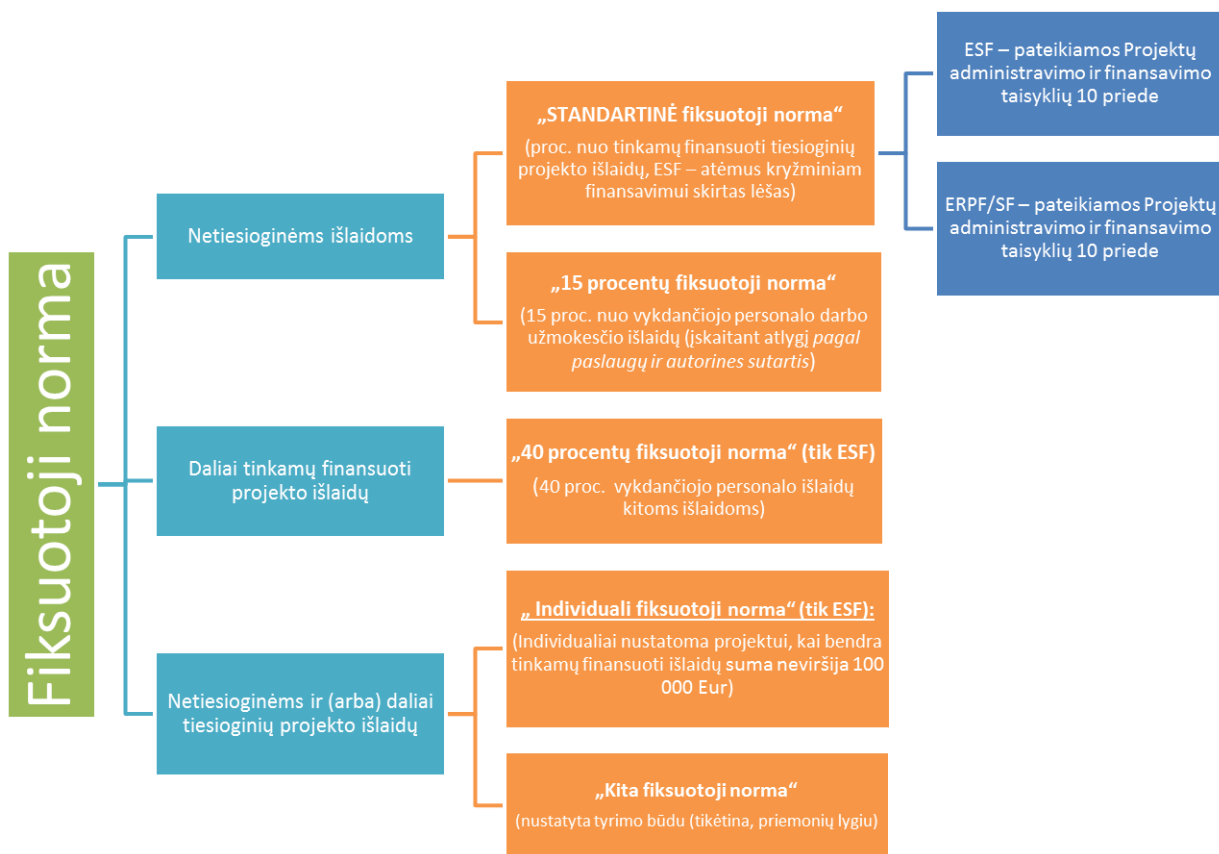 Fiksuotoji norma
Netiesioginėms išlaidoms
„STANDARTINĖ fiksuotoji norma“
(proc. nuo tinkamų finansuoti tiesioginių
projekto išlaidų, ESF – atėmus kryžminiam
finansavimui skirtas lėšas)
ESF – pateikiamos Projektų
administravimo ir finansavimo
taisyklių 10 priede
ERPF/SF – pateikiamos Projektų
administravimo ir finansavimo
taisyklių 10 priede
„15 procentų fiksuotoji norma“
(15 proc. nuo vykdančiojo personalo darbo
užmokesčio išlaidų (įskaitant atlygį pagal
paslaugų ir autorines sutartis)
Daliai tinkamų finansuoti
projekto išlaidų
„40 procentų fiksuotoji norma“ (tik ESF)
(40 proc. vykdančiojo personalo išlaidų
kitoms išlaidoms)
Netiesioginėms ir (arba) daliai
tiesioginių projekto išlaidų
„ Individuali fiksuotoji norma“ (tik ESF):
(Individualiai nustatoma projektui, kai bendra
tinkamų finansuoti išlaidų suma neviršija 100
000 Eur)
„Kita fiksuotoji norma“
(nustatyta tyrimo būdu (tikėtina, priemonių lygiu)